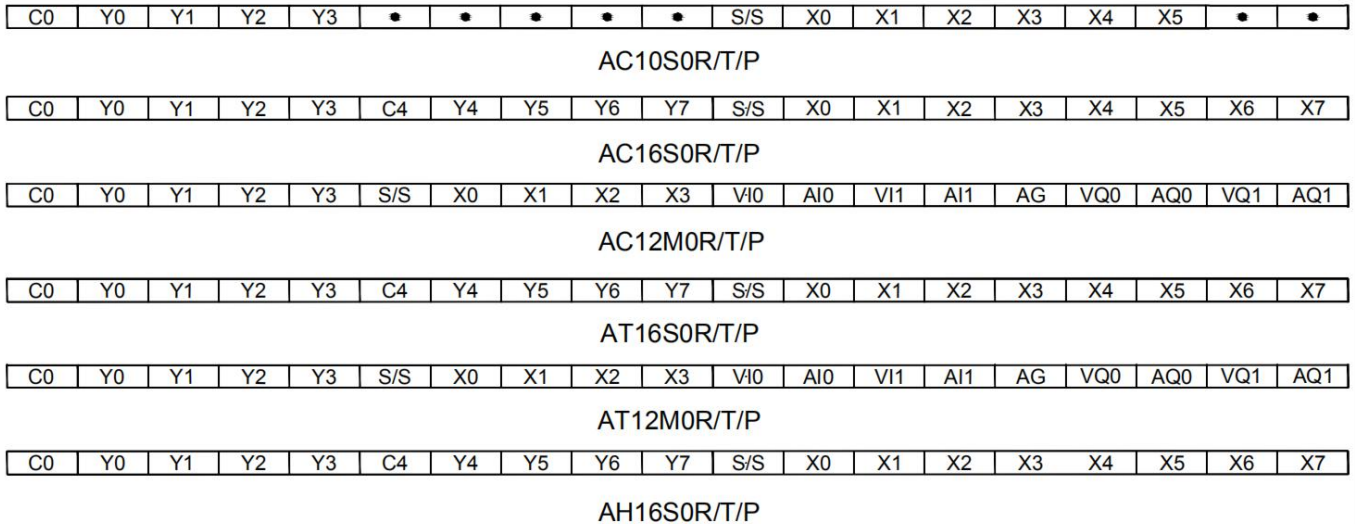 C0 Y0 Y1 Y2 Y3 • • • • • S/S X0 X1 X2 X3 X4 X5 • •
AC10S0R/T/P
C0 Y0 Y1 Y2 Y3 C4 Y4 Y5 Y6 Y7 S/S X0 X1 X2 X3 X4 X5 X6 X7
AC16S0R/T/P
C0 Y0 Y1 Y2 Y3 S/S X0 X1 X2 X3 VI0 AI0 VI1 AI1 AG VQ0 AQ0 VQ1 AQ1
AC12M0R/T/P
C0 Y0 Y1 Y2 Y3 C4 Y4 Y5 Y6 Y7 S/S X0 X1 X2 X3 X4 X5 X6 X7
AT16S0R/T/P
C0 Y0 Y1 Y2 Y3 S/S X0 X1 X2 X3 VI0 AI0 VI1 AI1 AG VQ0 AQ0 VQ1 AQ1
AT12M0R/T/P
C0 Y0 Y1 Y2 Y3 C4 Y4 Y5 Y6 Y7 S/S X0 X1 X2 X3 X4 X5 X6 X7
AH16S0R/T/P